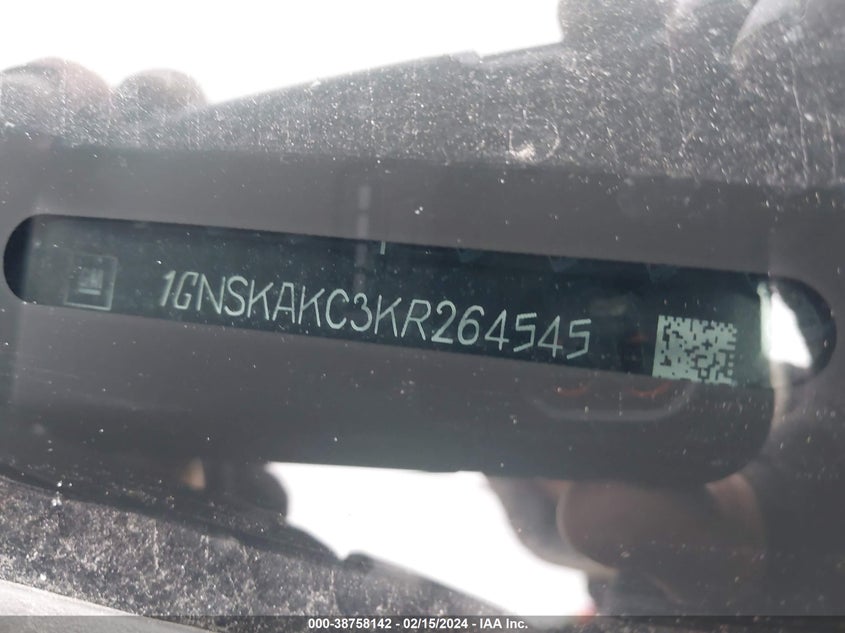 1GNSKAKC3KR264545
000-38758142 - 02/15/2024 - IAA Inc.